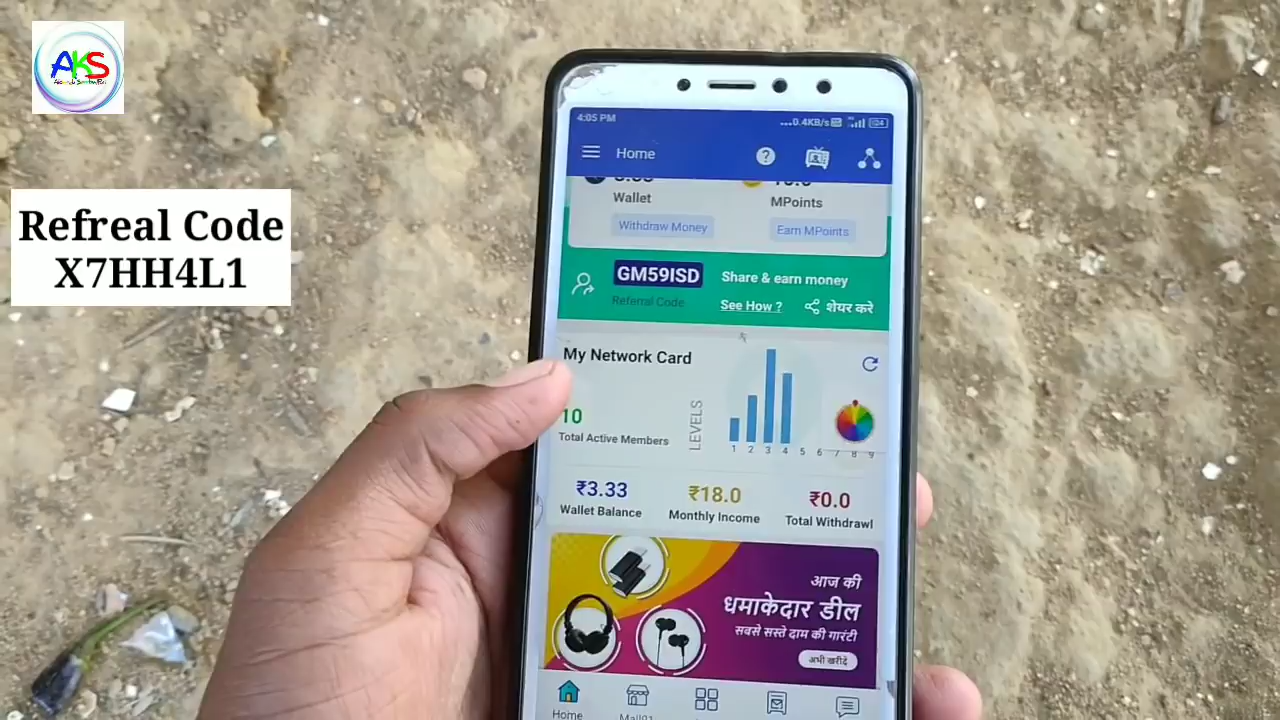 AKS
Refreal Code
X7HH4L1
4:05 PM
...0.4KB/s
Home
Wallet
MPoints
Withdraw Money
Earn MPoints
GM59ISD
Share & earn money
Referral Code
See How ?
शेयर करे
My Network Card
10
Total Active Members
LEVELS
1 2 3 4 5 6 7 8 9
₹3.33
₹18.0
₹0.0
Wallet Balance
Monthly Income
Total Withdrawl
आज की
धमाकेदार डील
सबसे सस्ते दाम की गारंटी
अभी खरीदें
Home